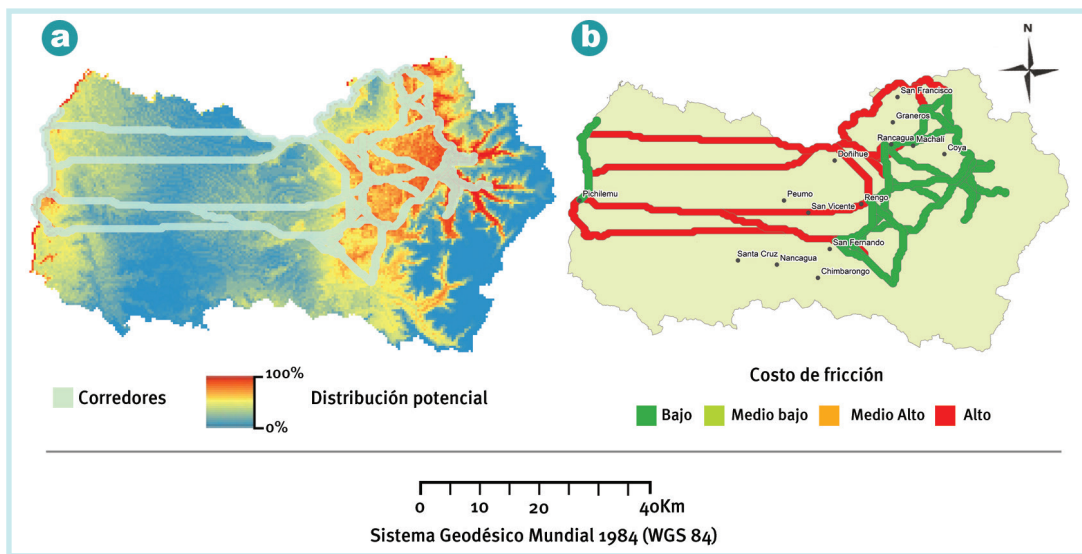 a
b
N
San Francisco
Graneros
Rancagua
Machalí
Coya
Doñihue
Pichilemu
Peumo
Rengo
San Vicente
San Fernando
Santa Cruz
Nancagua
Chimbarongo
100%
Corredores
Distribución potencial
0%
Costo de fricción
Bajo
Medio bajo
Medio Alto
Alto
0 10 20 40Km
Sistema Geodésico Mundial 1984 (WGS 84)